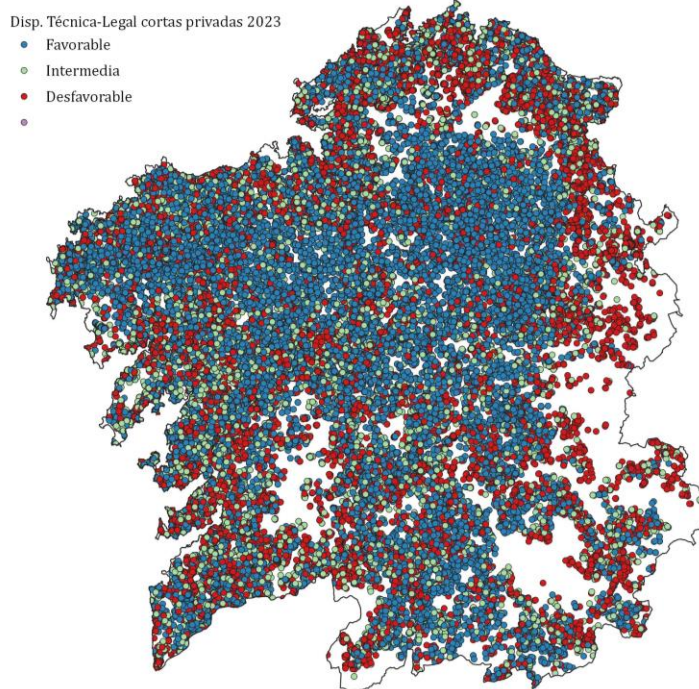 Disp. Técnica-Legal cortas privadas 2023
Favorable
Intermedia
Desfavorable